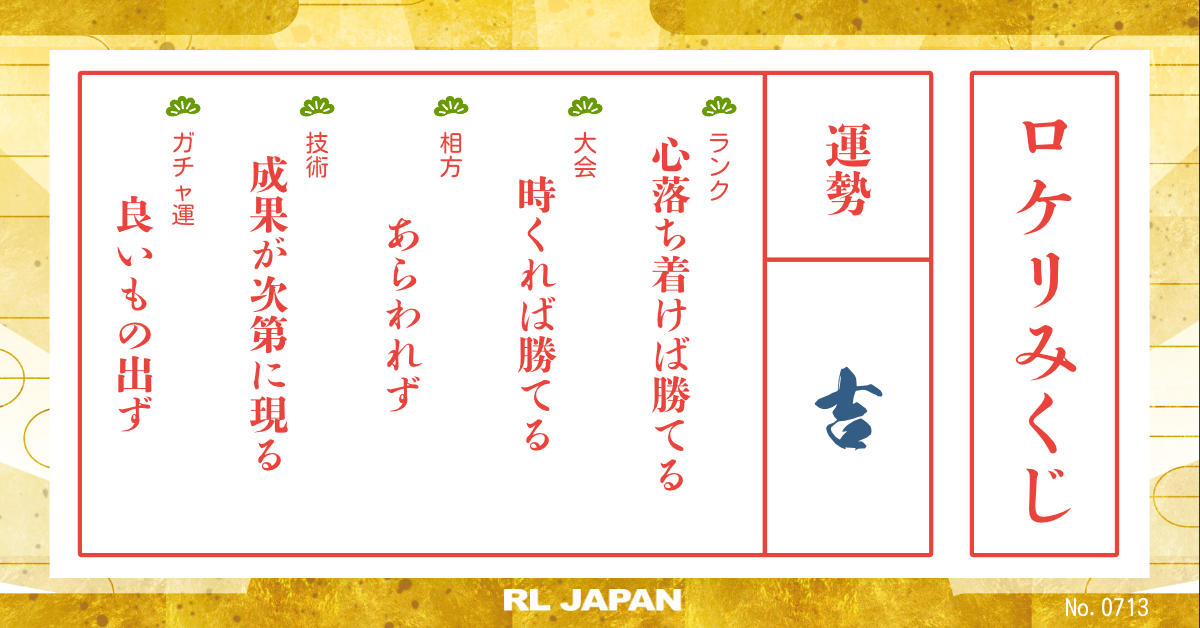 ロケリみくじ
運勢
吉
ランク
心落ち着けば勝てる
大会
時くれば勝てる
相方
あらわれず
技術
成果が次第に現る
ガチャ運
良いもの出ず
RL JAPAN
No. 0713